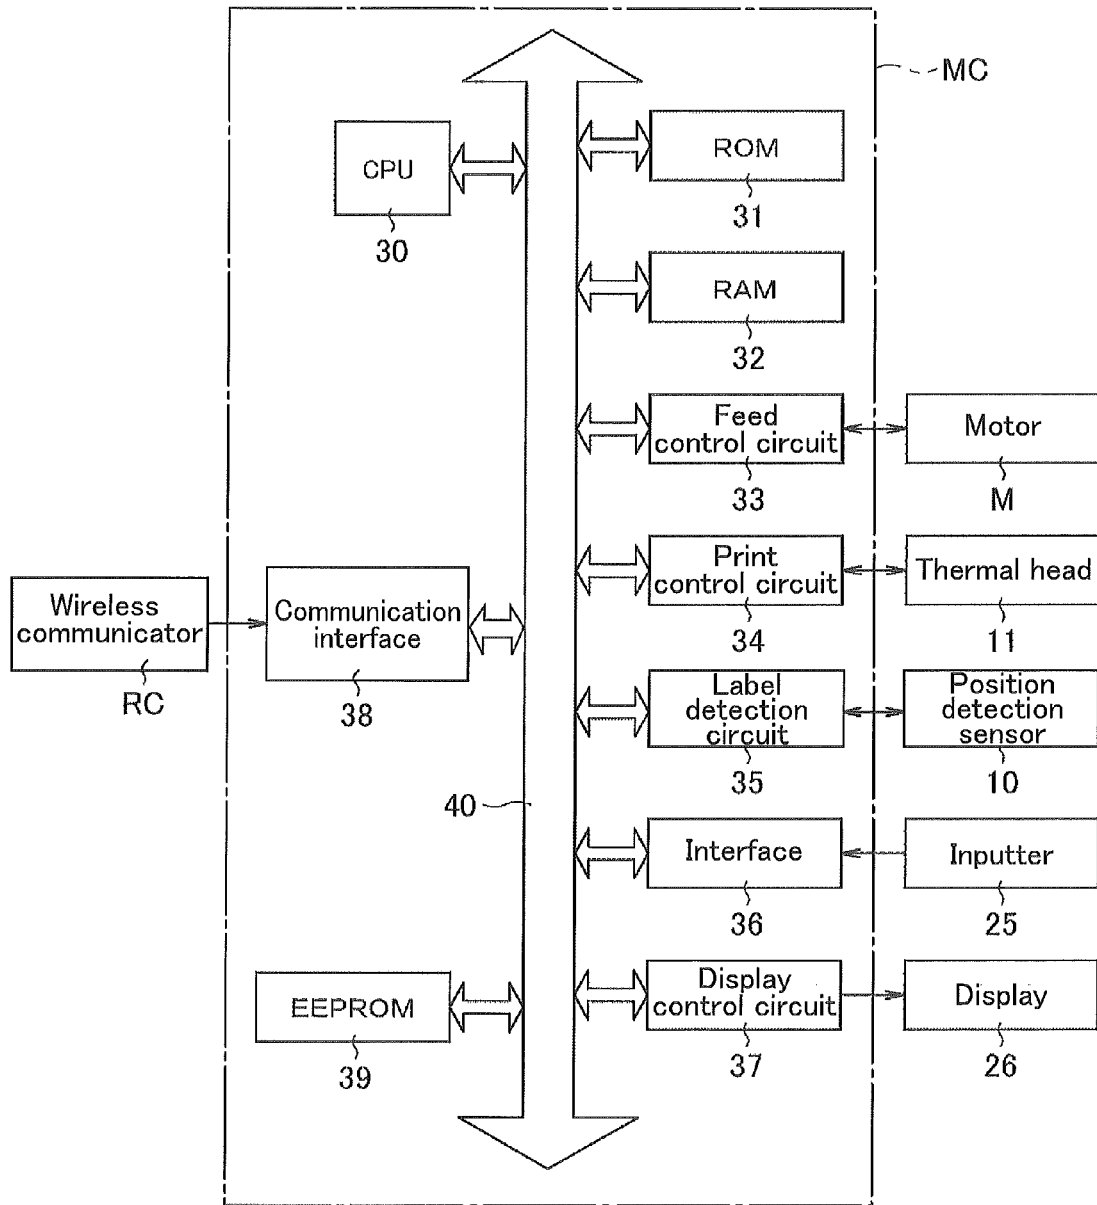 MC
CPU
30
ROM
31
RAM
32
Feed
control circuit
33
Motor
M
Print
control circuit
34
Thermal head
11
Wireless
communicator
RC
Communication
interface
38
Label
detection
circuit
35
Position
detection
sensor
10
40
Interface
36
Inputter
25
EEPROM
39
Display
control circuit
37
Display
26